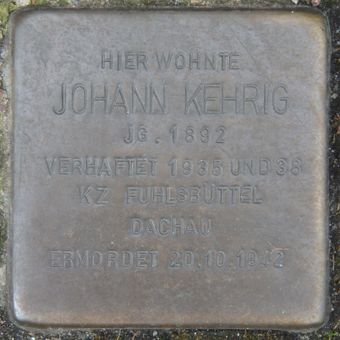 HIER WOHNTE
JOHANN KEHRIG
JG. 1892
VERHAFTET 1935 UND 38
KZ FUHLSBÜTTEL
DACHAU
ERMORDET 20.10.1942